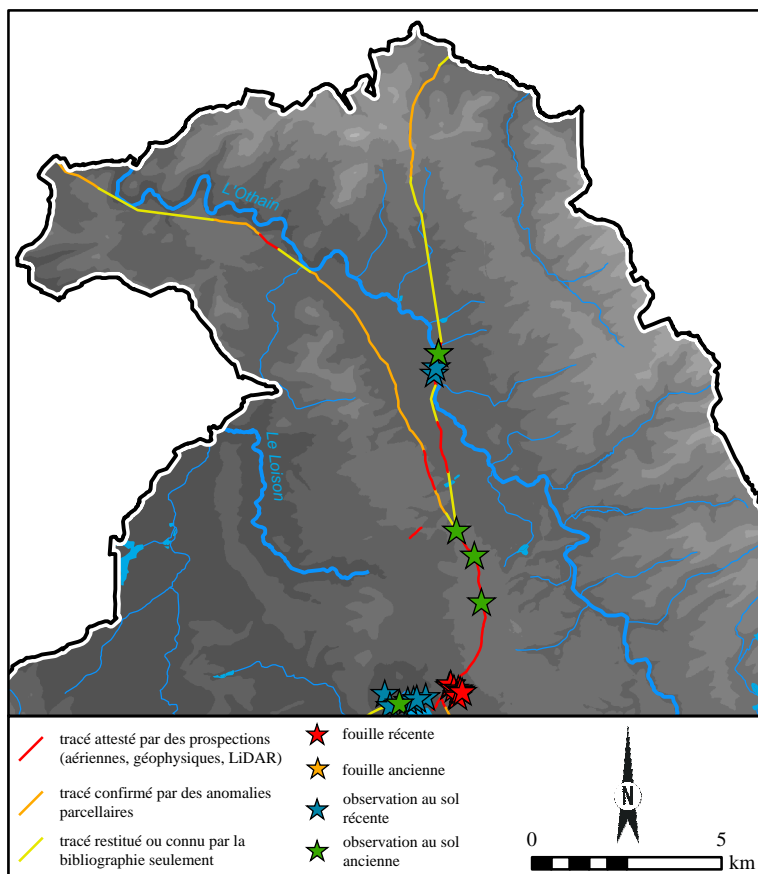 L'Othain
Le Loison
tracé attesté par des prospections
(aériennes, géophysiques, LiDAR)
tracé confirmé par des anomalies
parcellaires
tracé restitué ou connu par la
bibliographie seulement
fouille récente
fouille ancienne
observation au sol
récente
observation au sol
ancienne
N
0 5
km